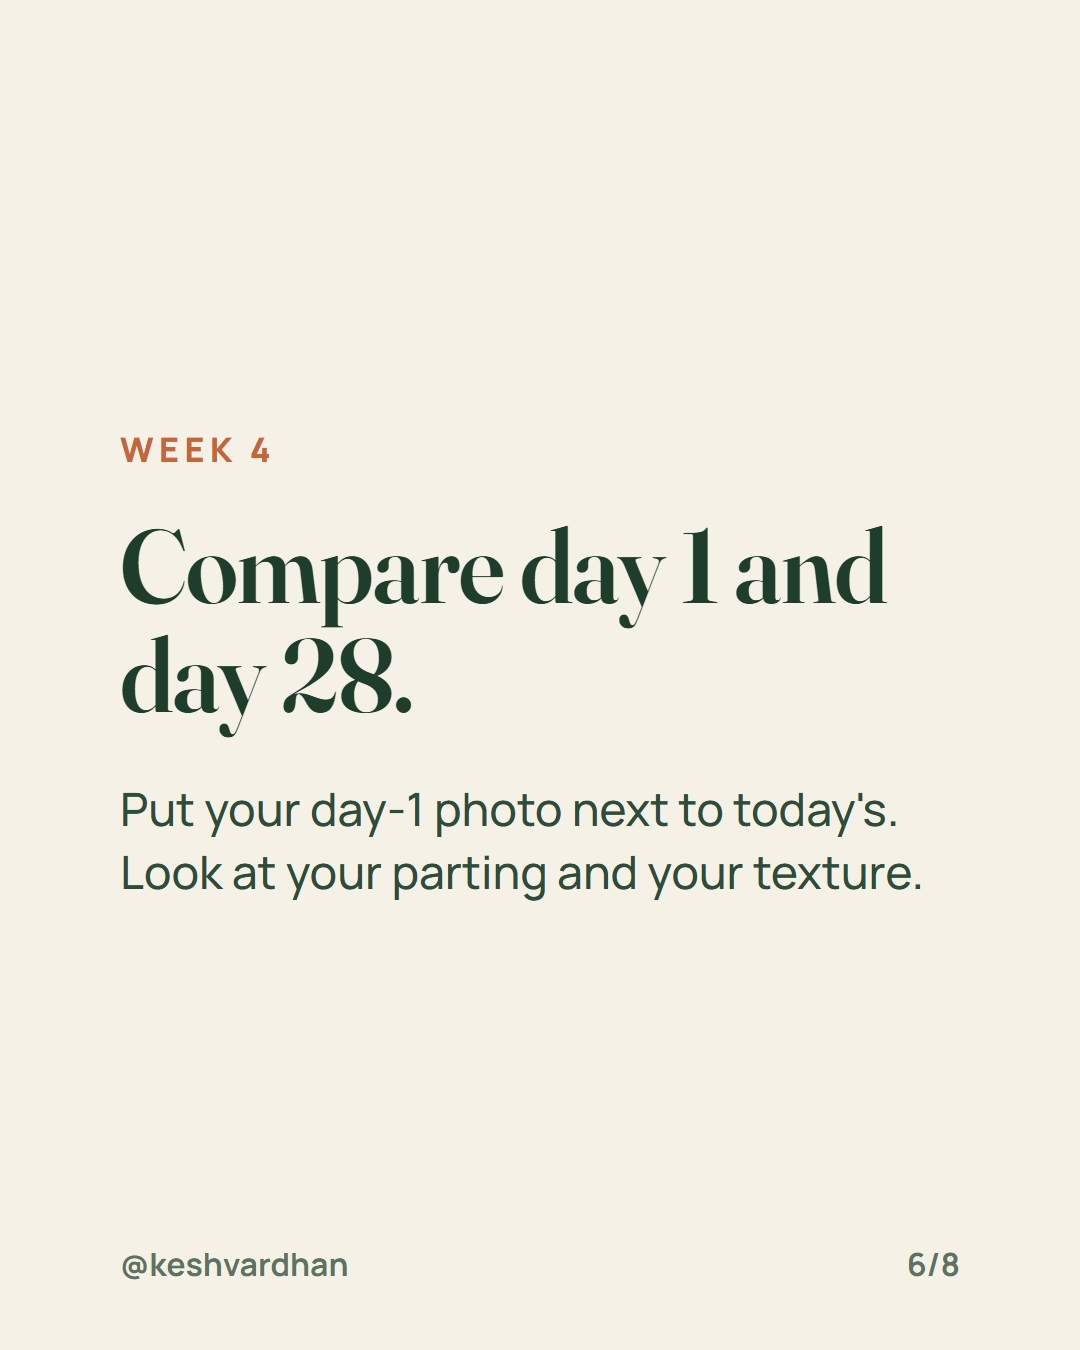 WEEK 4
Compare day 1 and
day 28.
Put your day-1 photo next to today's.
Look at your parting and your texture.
@keshvardhan
6/8